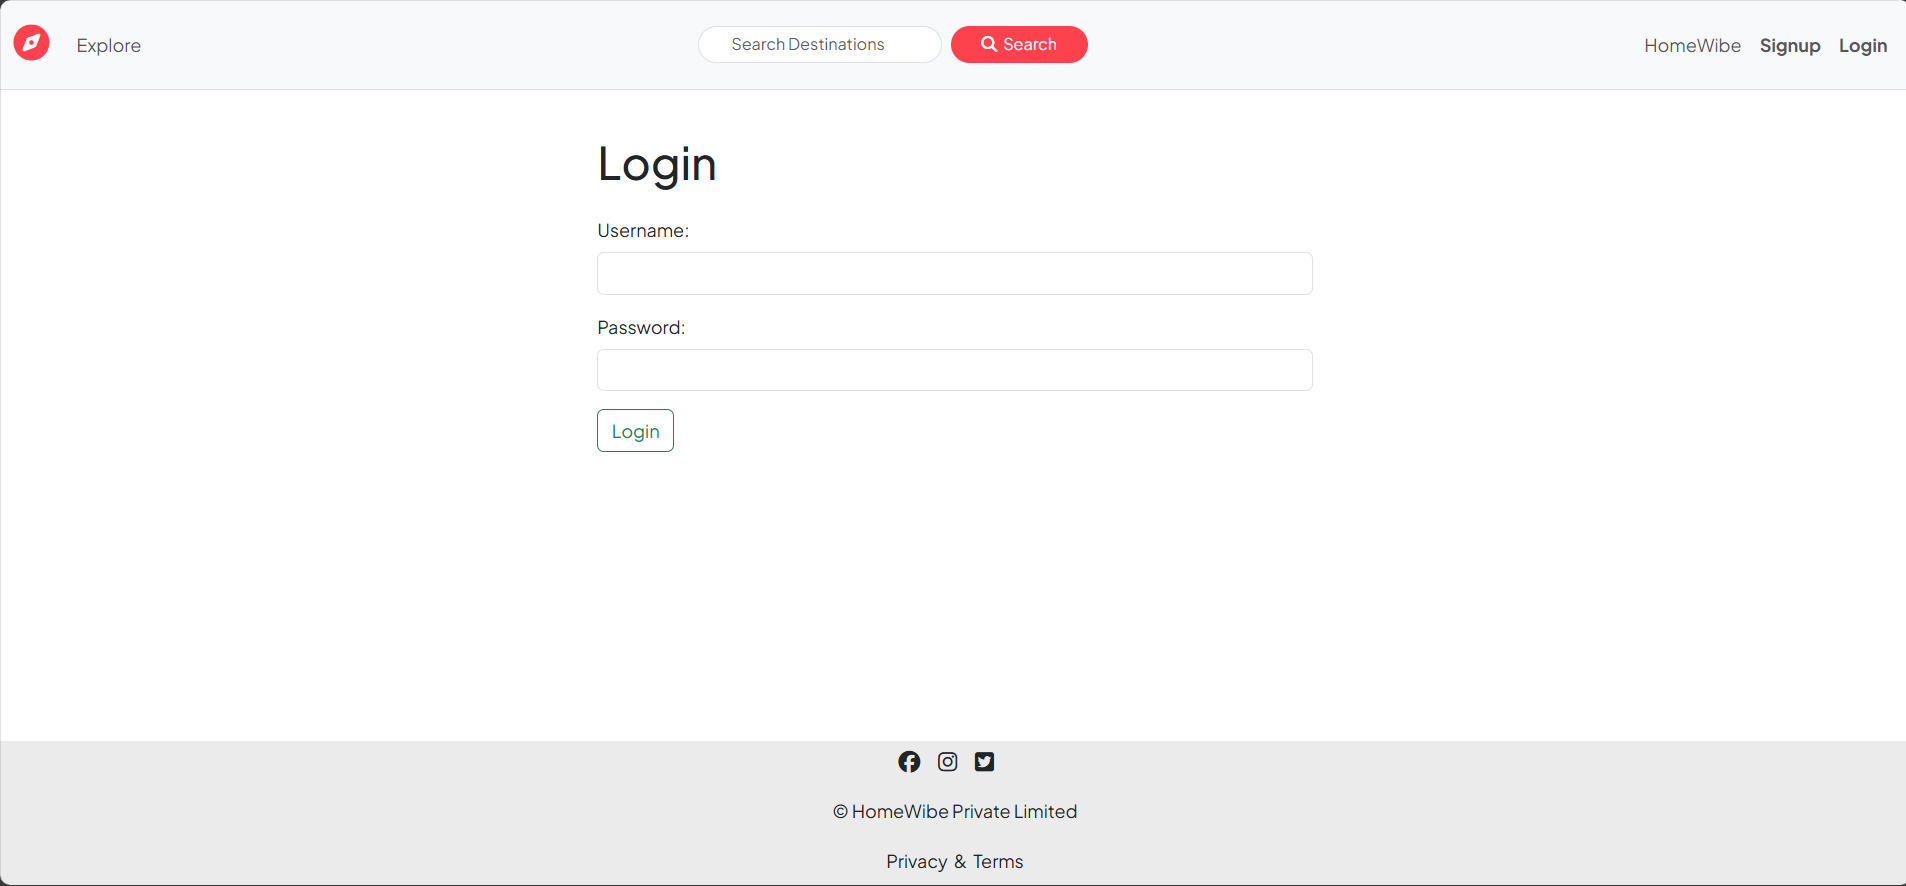 Explore
Search Destinations
Search
HomeWibe Signup Login
Login
Username:
Password:
Login
© HomeWibe Private Limited
Privacy & Terms